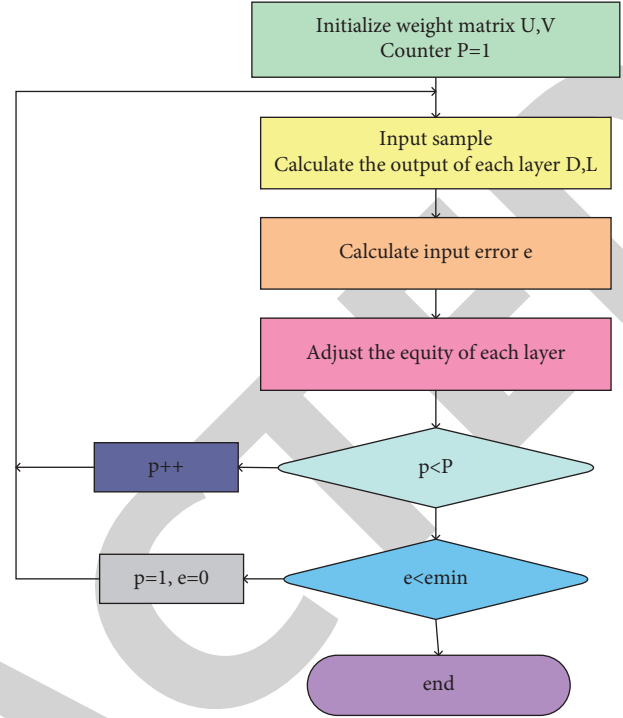 Initialize weight matrix U,V
Counter P=1
Input sample
Calculate the output of each layer D,L
Calculate input error e
Adjust the equity of each layer
p<P
p++
e<emin
p=1, e=0
end